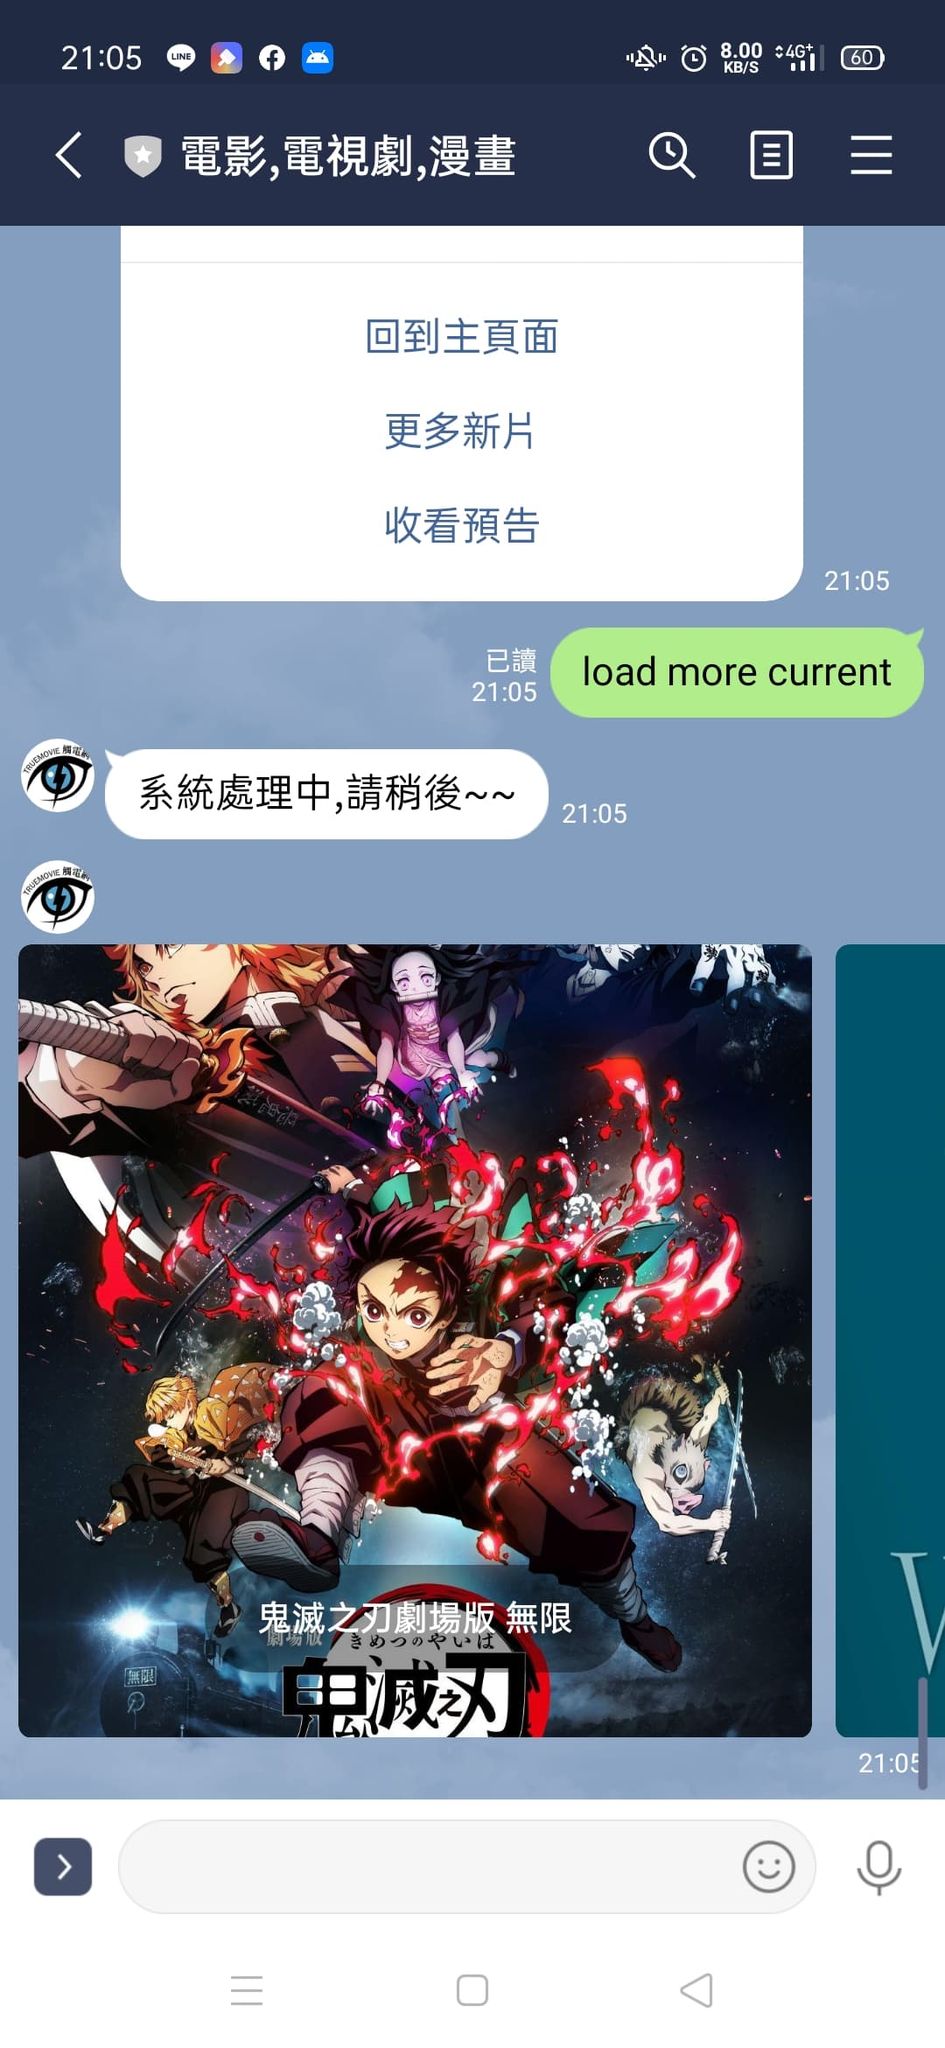 21:05
LINE
8.00
KB/S
4G+
60
電影,電視劇,漫畫
回到主頁面
更多新片
收看預告
21:05
已讀
21:05
load more current
TRUEMOVIE 觸電網
系統處理中,請稍後~~
21:05
TRUEMOVIE 觸電網
鬼滅之刃劇場版 無限
劇場版
きめつのやいば
無限
鬼滅之刃
21:05